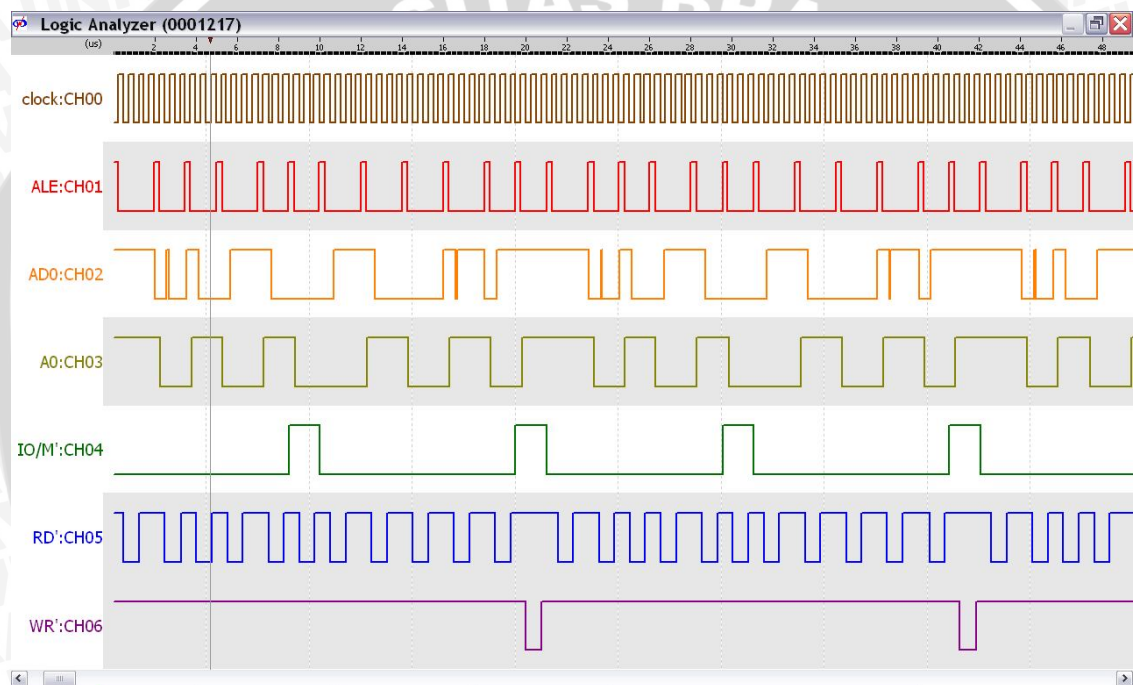 Logic Analyzer (0001217)
(us) 2 4 6 8 10 12 14 16 18 20 22 24 26 28 30 32 34 36 38 40 42 44 46 48
clock:CH00
ALE:CH01
AD0:CH02
A0:CH03
IO/M':CH04
RD':CH05
WR':CH06